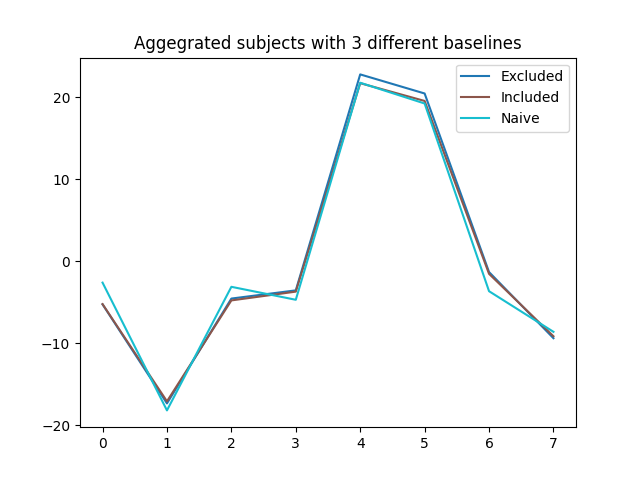 Aggegrated subjects with 3 different baselines
Excluded
Included
Naive
20
10
0
−10
−20
0 1 2 3 4 5 6 7